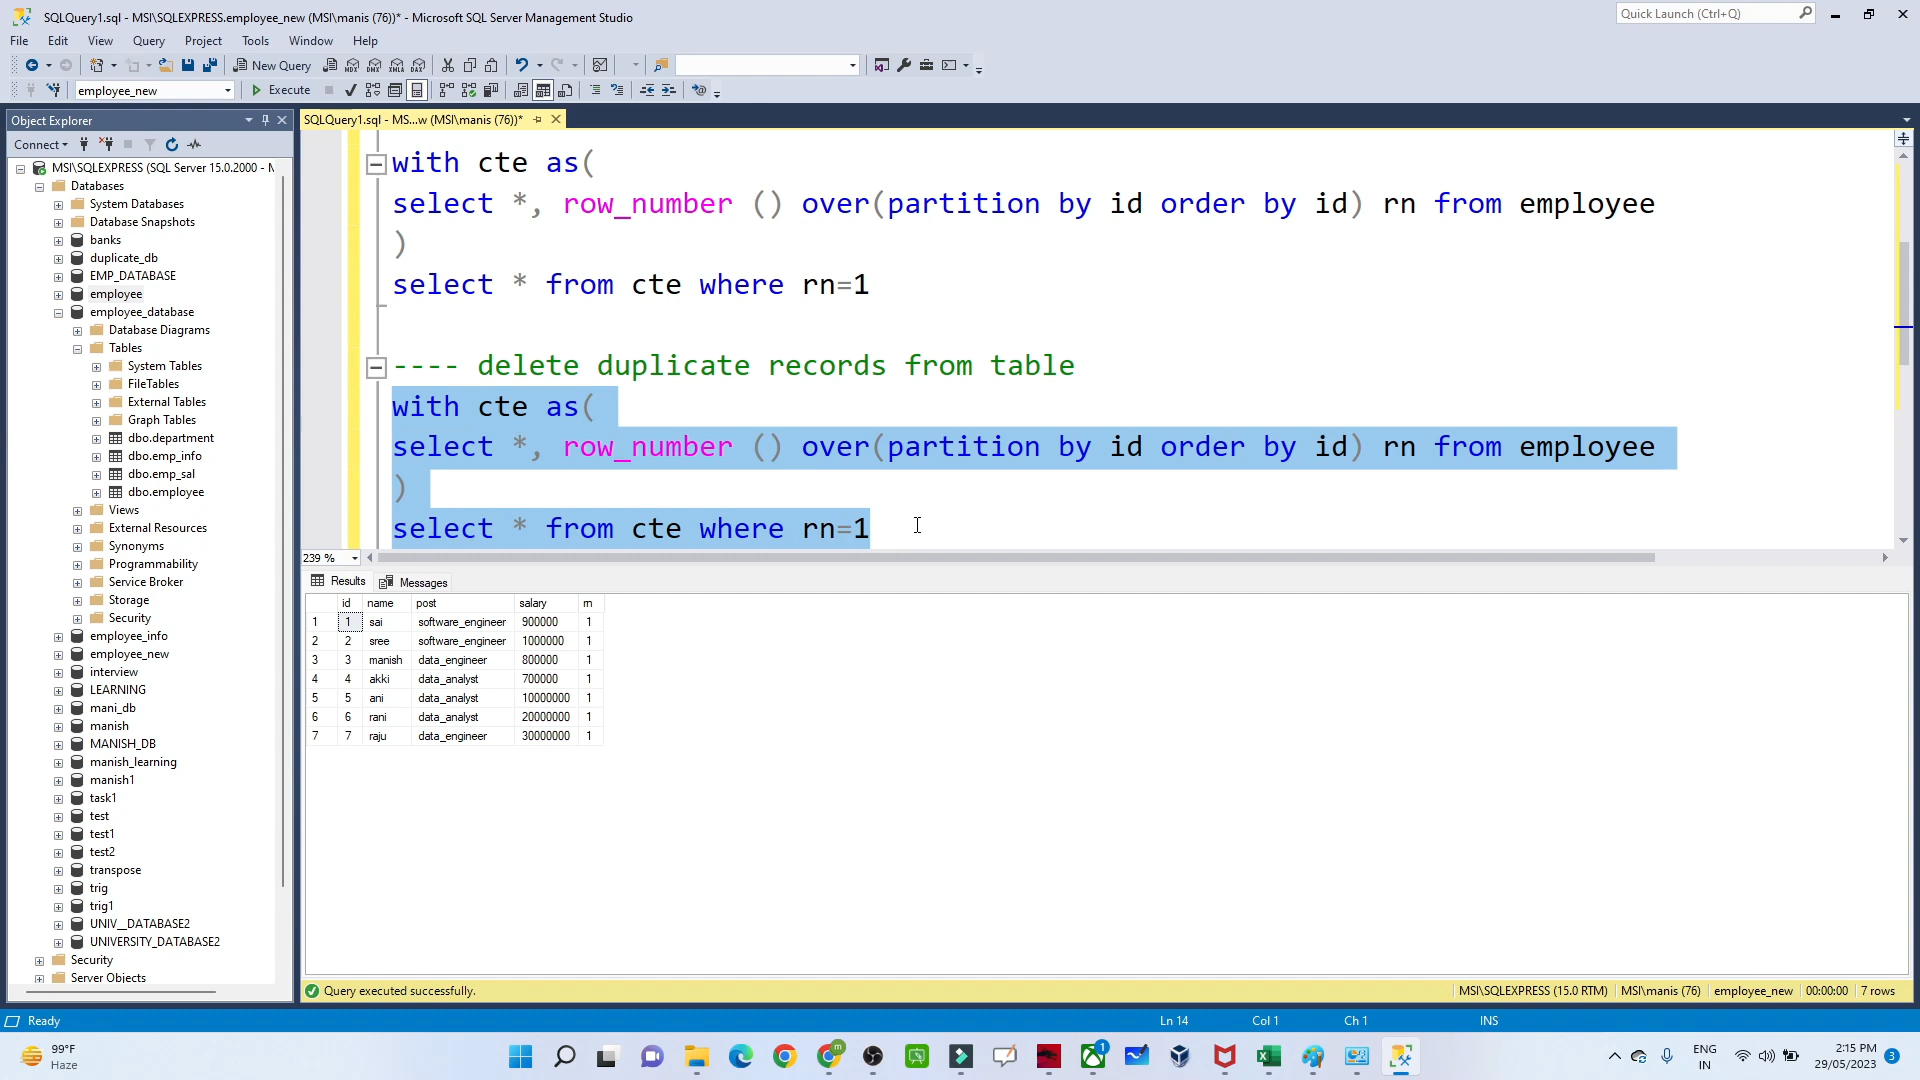 SQLQuery1.sql - MSI\SQLEXPRESS.employee_new (MSI\manis (76))* - Microsoft SQL Server Management Studio
Quick Launch (Ctrl+Q)
File Edit View Query Project Tools Window Help
New Query
MDX DMX XMLA DAX
employee_new
Execute
Object Explorer
SQLQuery1.sql - MS...w (MSI\manis (76))*
Connect
MSI\SQLEXPRESS (SQL Server 15.0.2000 - M
Databases
System Databases
Database Snapshots
banks
duplicate_db
EMP_DATABASE
employee
employee_database
Database Diagrams
Tables
System Tables
FileTables
External Tables
Graph Tables
dbo.department
dbo.emp_info
dbo.emp_sal
dbo.employee
Views
External Resources
Synonyms
Programmability
Service Broker
Storage
Security
employee_info
employee_new
interview
LEARNING
mani_db
manish
MANISH_DB
manish_learning
manish1
task1
test
test1
test2
transpose
trig
trig1
UNIV__DATABASE2
UNIVERSITY_DATABASE2
Security
Server Objects
with cte as(
select *, row_number () over(partition by id order by id) rn from employee
)
select * from cte where rn=1
---- delete duplicate records from table
with cte as(
select *, row_number () over(partition by id order by id) rn from employee
)
select * from cte where rn=1
239 %
Results Messages
id name post salary rn
1 1 sai software_engineer 900000 1
2 2 sree software_engineer 1000000 1
3 3 manish data_engineer 800000 1
4 4 akki data_analyst 700000 1
5 5 ani data_analyst 10000000 1
6 6 rani data_analyst 20000000 1
7 7 raju data_engineer 30000000 1
Query executed successfully.
MSI\SQLEXPRESS (15.0 RTM) MSI\manis (76) employee_new 00:00:00 7 rows
Ready Ln 14 Col 1 Ch 1 INS
99°F
Haze
m
1
ENG
IN
2:15 PM
29/05/2023
3